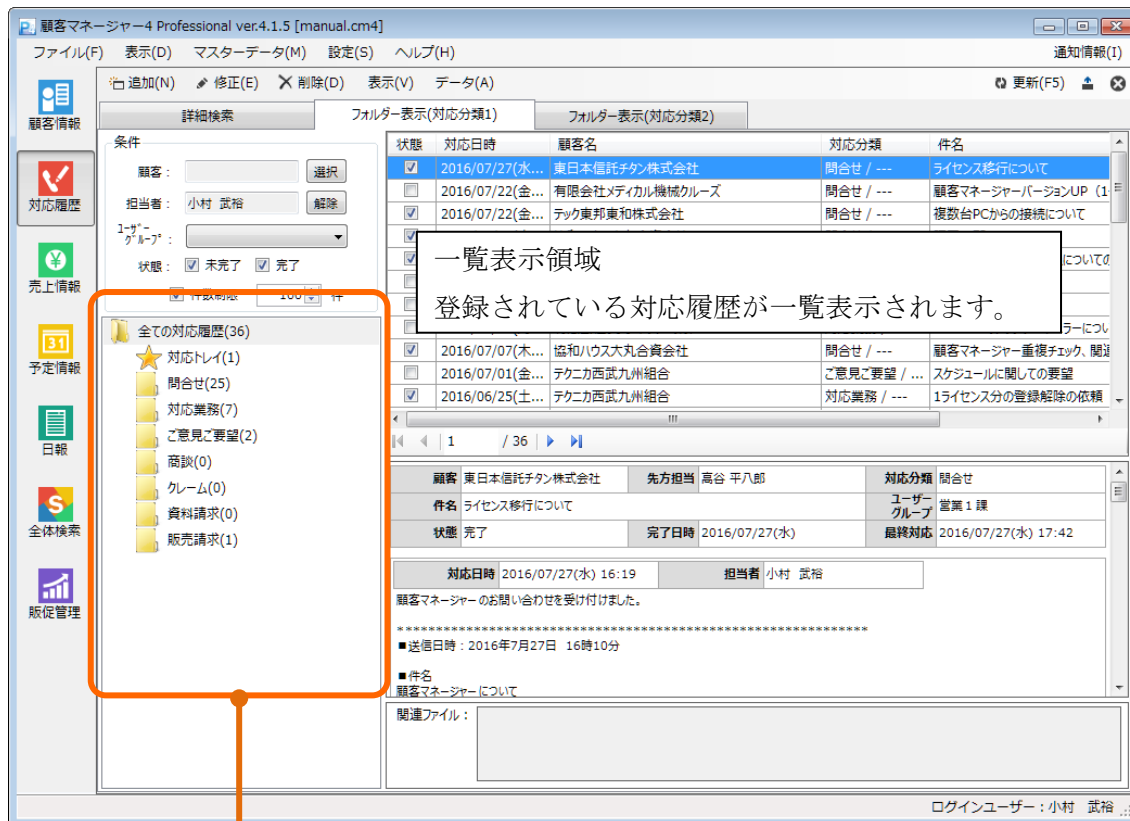 顧客マネージャー4 Professional ver.4.1.5 [manual.cm4]
ファイル(F) 表示(D) マスターデータ(M) 設定(S) ヘルプ(H) 通知情報(I)
追加(N) 修正(E) 削除(D) 表示(V) データ(A) 更新(F5)
顧客情報
対応履歴
売上情報
31
予定情報
日報
全体検索
販促管理
詳細検索 フォルダー表示(対応分類1) フォルダー表示(対応分類2)
条件
顧客: 選択
担当者: 小村 武裕 解除
ユーザーグループ:
状態: 未完了 完了
件数制限 100 件
全ての対応履歴(36)
対応トレイ(1)
問合せ(25)
対応業務(7)
ご意見ご要望(2)
商談(0)
クレーム(0)
資料請求(0)
販売請求(1)
状態 対応日時 顧客名 対応分類 件名
2016/07/27(水... 東日本信託チタン株式会社 問合せ / --- ライセンス移行について
2016/07/22(金... 有限会社メディカル機械クルーズ 問合せ / --- 顧客マネージャーバージョンUP (1
2016/07/22(金... テック東邦東和株式会社 問合せ / --- 複数台PCからの接続について
一覧表示領域
登録されている対応履歴が一覧表示されます。
についての
ラーについ
2016/07/07(木... 協和ハウス大丸合資会社 問合せ / --- 顧客マネージャー重複チェック、関連
2016/07/01(金... テクニカ西武九州組合 ご意見ご要望 / ... スケジュールに関しての要望
2016/06/25(土... テクニカ西武九州組合 対応業務 / --- 1ライセンス分の登録解除の依頼
1 / 36
顧客 東日本信託チタン株式会社 先方担当 高谷 平八郎 対応分類 問合せ
件名 ライセンス移行について ユーザーグループ 営業1課
状態 完了 完了日時 2016/07/27(水) 最終対応 2016/07/27(水) 17:42
対応日時 2016/07/27(水) 16:19 担当者 小村 武裕
顧客マネージャーのお問い合わせを受け付けました。
■送信日時:2016年7月27日 16時10分
■件名
顧客マネージャーについて
関連ファイル:
ログインユーザー:小村 武裕